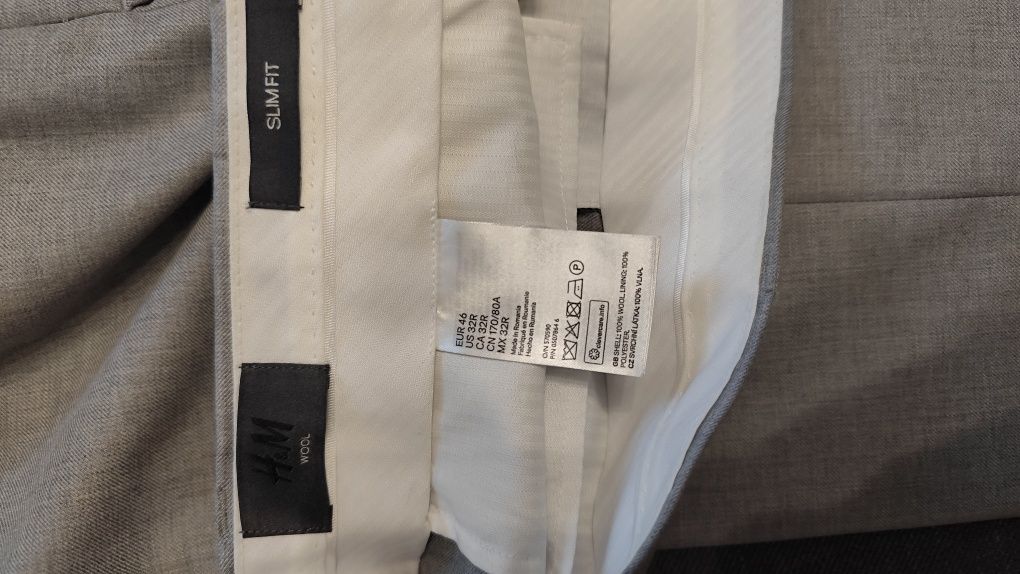 SLIM FIT
H&M
WOOL
EUR 46
US 32R
CA 32R
CN 170/80A
MX 32R
Made in Romania
Fabriqué en Roumanie
Hecho en Rumania
O/N 570590
P/N 0507864 6
P
clevercare.info
GB SHELL: 100% WOOL LINING: 100%
POLYESTER;
CZ SVRCHNÍ LÁTKA: 100% VLNA.